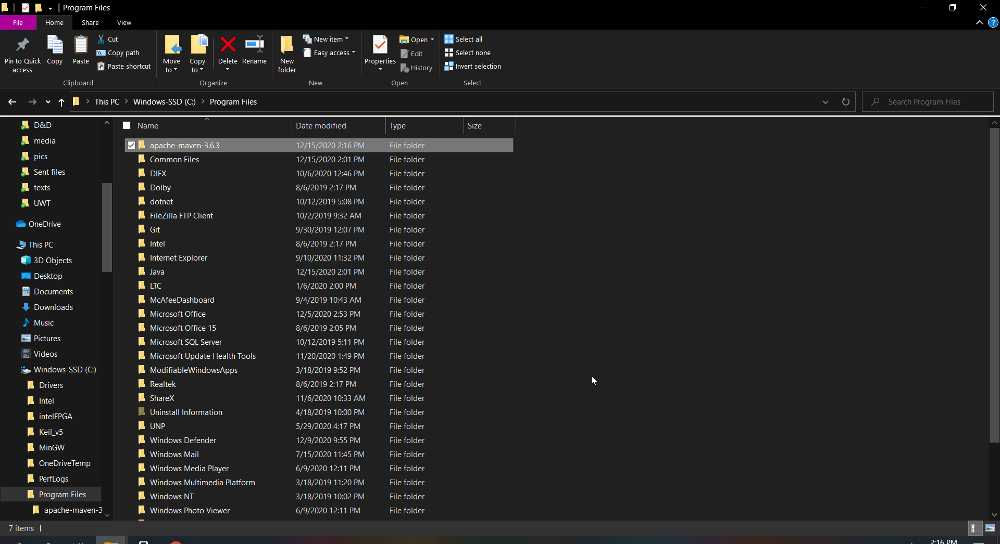 Program Files
File Home Share View
Pin to Quick access
Copy
Paste
Cut
Copy path
Paste shortcut
Clipboard
Move to
Copy to
Delete
Rename
Organize
New folder
New item
Easy access
New
Properties
Open
Edit
History
Open
Select all
Select none
Invert selection
Select
This PC > Windows-SSD (C:) > Program Files
Search Program Files
D&D
media
pics
Sent files
texts
UWT
OneDrive
This PC
3D Objects
Desktop
Documents
Downloads
Music
Pictures
Videos
Windows-SSD (C:)
Drivers
Intel
intelFPGA
Keil_v5
MinGW
OneDriveTemp
PerfLogs
Program Files
apache-maven-3
Name Date modified Type Size
apache-maven-3.6.3 12/15/2020 2:16 PM File folder
Common Files 12/15/2020 2:01 PM File folder
DIFX 10/6/2020 12:46 PM File folder
Dolby 8/6/2019 2:17 PM File folder
dotnet 10/12/2019 5:08 PM File folder
FileZilla FTP Client 10/2/2019 9:32 AM File folder
Git 9/30/2019 12:07 PM File folder
Intel 8/6/2019 2:17 PM File folder
Internet Explorer 9/10/2020 11:32 PM File folder
Java 12/15/2020 2:01 PM File folder
LTC 1/6/2020 2:00 PM File folder
McAfeeDashboard 9/4/2019 10:43 AM File folder
Microsoft Office 12/5/2020 2:53 PM File folder
Microsoft Office 15 8/6/2019 2:05 PM File folder
Microsoft SQL Server 10/12/2019 5:11 PM File folder
Microsoft Update Health Tools 11/20/2020 1:49 PM File folder
ModifiableWindowsApps 3/18/2019 9:52 PM File folder
Realtek 8/6/2019 2:17 PM File folder
ShareX 11/6/2020 10:33 AM File folder
Uninstall Information 4/18/2019 10:00 PM File folder
UNP 5/29/2020 4:17 PM File folder
Windows Defender 12/9/2020 9:55 PM File folder
Windows Mail 7/15/2020 11:45 PM File folder
Windows Media Player 6/9/2020 12:11 PM File folder
Windows Multimedia Platform 3/18/2019 11:20 PM File folder
Windows NT 3/18/2019 10:02 PM File folder
Windows Photo Viewer 6/9/2020 12:11 PM File folder
7 items
2:16 PM